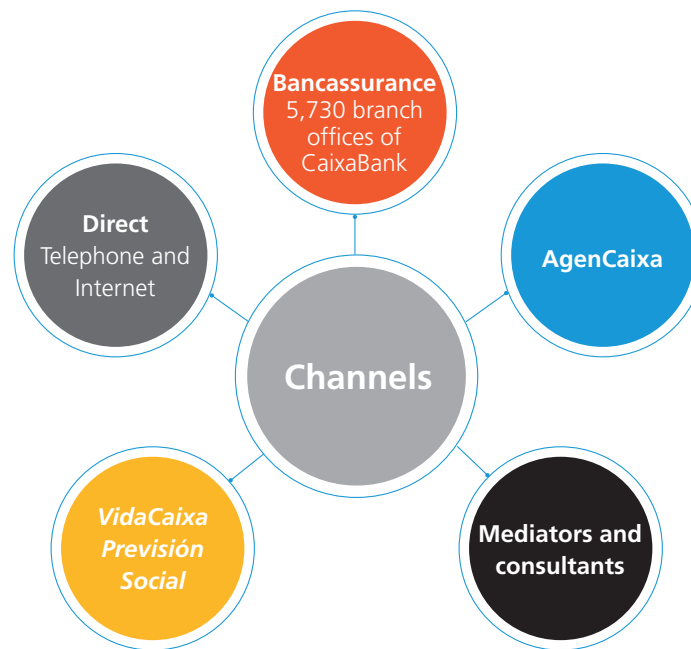 Bancassurance
5,730 branch
offices of
CaixaBank
Direct
Telephone and
Internet
AgenCaixa
Channels
VidaCaixa
Previsión
Social
Mediators and
consultants